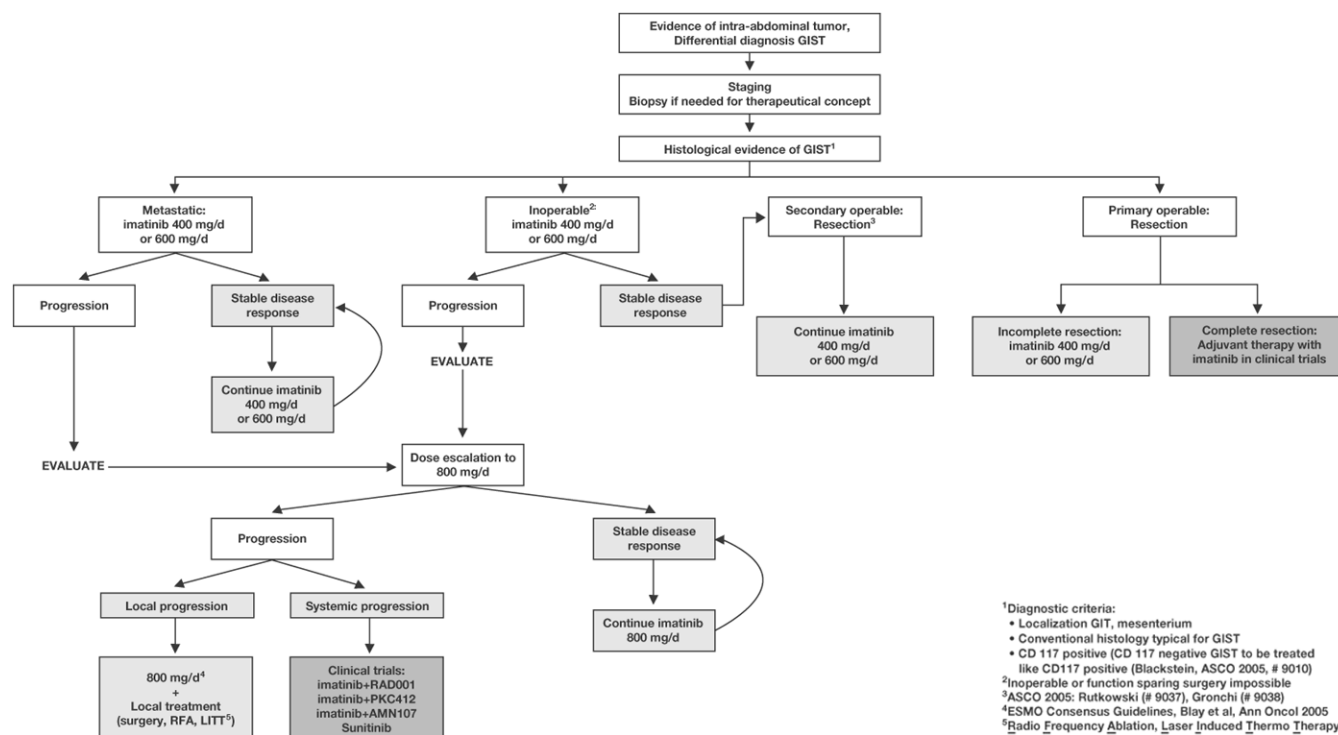 Evidence of intra-abdominal tumor,
Differential diagnosis GIST
Staging
Biopsy if needed for therapeutical concept
Histological evidence of GIST¹
Metastatic:
imatinib 400 mg/d
or 600 mg/d
Inoperable²:
imatinib 400 mg/d
or 600 mg/d
Secondary operable:
Resection³
Primary operable:
Resection
Progression
Stable disease
response
Progression
Stable disease
response
Continue imatinib
400 mg/d
or 600 mg/d
Incomplete resection:
imatinib 400 mg/d
or 600 mg/d
Complete resection:
Adjuvant therapy with
imatinib in clinical trials
EVALUATE
Continue imatinib
400 mg/d
or 600 mg/d
EVALUATE
Dose escalation to
800 mg/d
Progression
Stable disease
response
Local progression
Systemic progression
Continue imatinib
800 mg/d
800 mg/d⁴
+
Local treatment
(surgery, RFA, LITT⁵)
Clinical trials:
imatinib+RAD001
imatinib+PKC412
imatinib+AMN107
Sunitinib
¹Diagnostic criteria:
• Localization GIT, mesenterium
• Conventional histology typical for GIST
• CD 117 positive (CD 117 negative GIST to be treated
like CD117 positive (Blackstein, ASCO 2005, # 9010)
²Inoperable or function sparing surgery impossible
³ASCO 2005: Rutkowski (# 9037), Gronchi (# 9038)
⁴ESMO Consensus Guidelines, Blay et al, Ann Oncol 2005
⁵Radio Frequency Ablation, Laser Induced Thermo Therapy